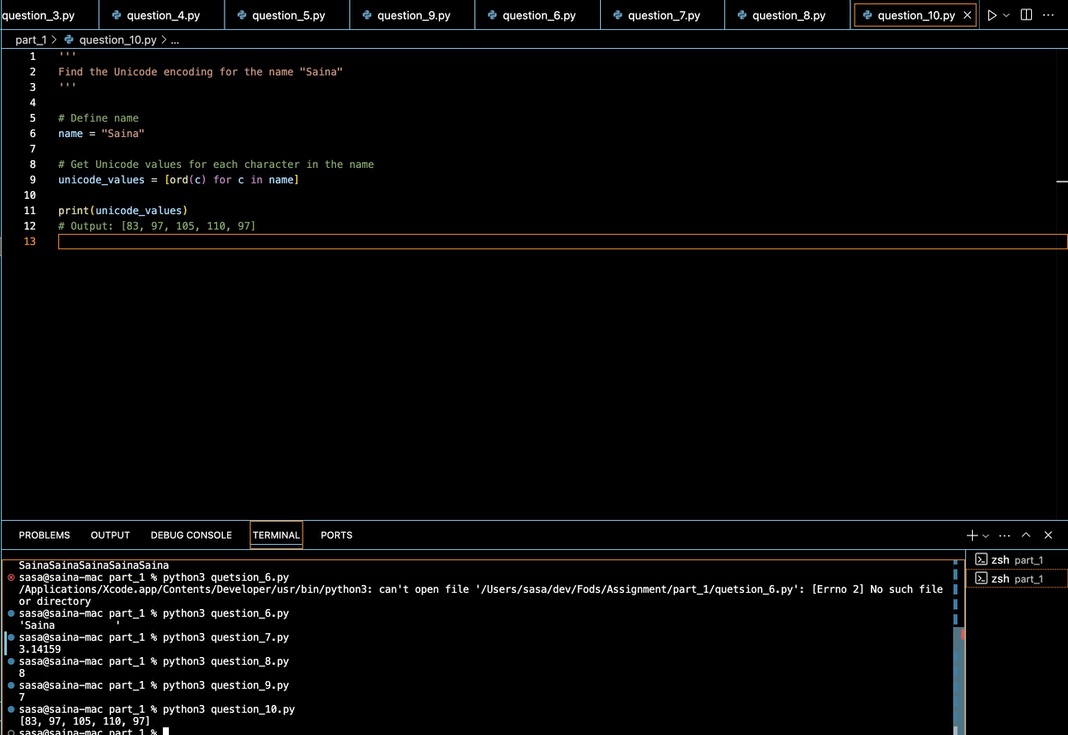 question_3.py question_4.py question_5.py question_9.py question_6.py question_7.py question_8.py question_10.py
part_1 > question_10.py > ...
1 '''
2 Find the Unicode encoding for the name "Saina"
3 '''
4
5 # Define name
6 name = "Saina"
7
8 # Get Unicode values for each character in the name
9 unicode_values = [ord(c) for c in name]
10
11 print(unicode_values)
12 # Output: [83, 97, 105, 110, 97]
13
PROBLEMS OUTPUT DEBUG CONSOLE TERMINAL PORTS
SainaSainaSainaSainaSaina
sasa@saina-mac part_1 % python3 quetsion_6.py
/Applications/Xcode.app/Contents/Developer/usr/bin/python3: can't open file '/Users/sasa/dev/Fods/Assignment/part_1/quetsion_6.py': [Errno 2] No such file
or directory
sasa@saina-mac part_1 % python3 question_6.py
'Saina          '
sasa@saina-mac part_1 % python3 question_7.py
3.14159
sasa@saina-mac part_1 % python3 question_8.py
8
sasa@saina-mac part_1 % python3 question_9.py
7
sasa@saina-mac part_1 % python3 question_10.py
[83, 97, 105, 110, 97]
sasa@saina-mac part_1 %
zsh part_1
zsh part_1